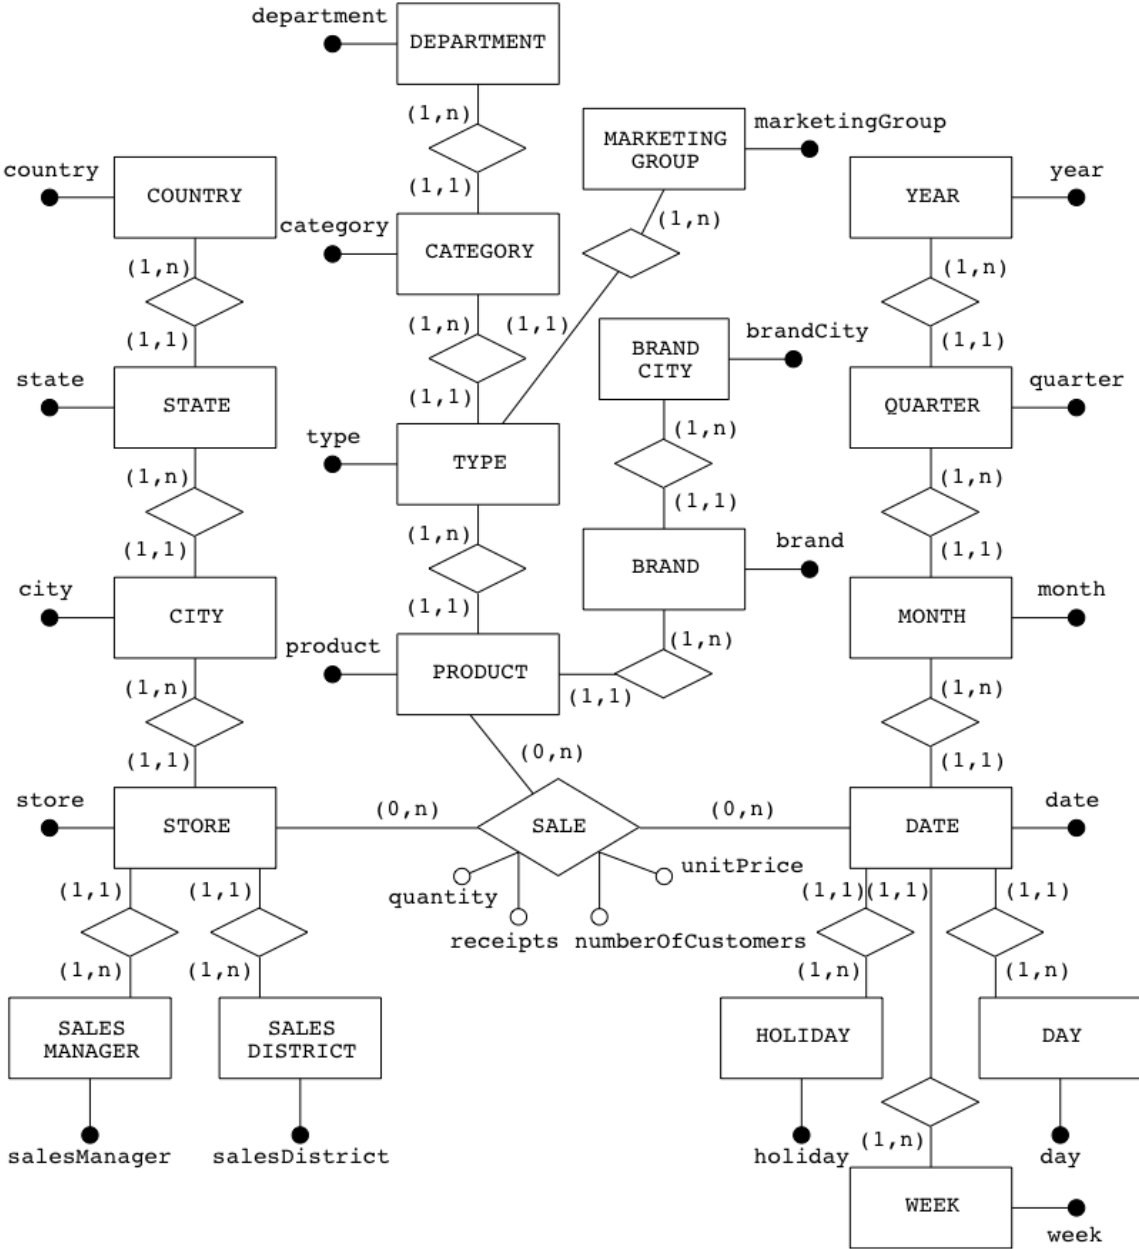 department
DEPARTMENT
(1,n)
MARKETING
GROUP
marketingGroup
country
COUNTRY
(1,1)
YEAR
year
category
CATEGORY
(1,n)
(1,n)
(1,n)
(1,n)
(1,1)
(1,n)
(1,1)
BRAND
CITY
brandCity
(1,1)
(1,1)
state
STATE
(1,1)
QUARTER
quarter
type
TYPE
(1,n)
(1,n)
(1,n)
(1,n)
(1,1)
(1,1)
(1,1)
brand
BRAND
city
CITY
(1,1)
MONTH
month
product
PRODUCT
(1,n)
(1,n)
(1,1)
(1,n)
(1,1)
(0,n)
(1,1)
store
STORE
(0,n)
SALE
(0,n)
DATE
date
unitPrice
quantity
receipts
numberOfCustomers
(1,1)
(1,1)
(1,1)
(1,1)
(1,1)
(1,n)
(1,n)
(1,n)
(1,n)
SALES
MANAGER
SALES
DISTRICT
HOLIDAY
DAY
salesManager
salesDistrict
(1,n)
holiday
day
WEEK
week